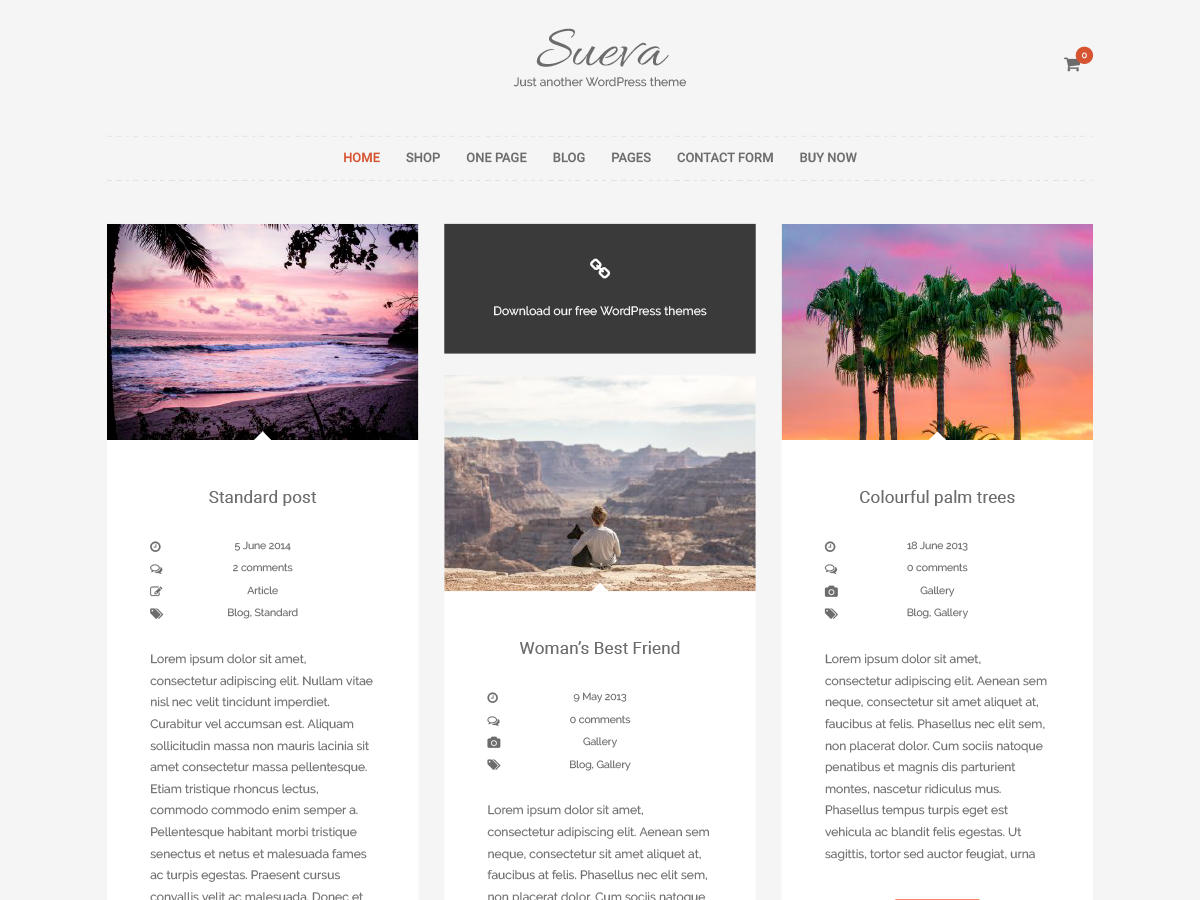 Sueva
Just another WordPress theme
0
HOME SHOP ONE PAGE BLOG PAGES CONTACT FORM BUY NOW
Standard post
5 June 2014
2 comments
Article
Blog, Standard
Lorem ipsum dolor sit amet,
consectetur adipiscing elit. Nullam vitae
nisl nec velit tincidunt imperdiet.
Curabitur vel accumsan est. Aliquam
sollicitudin massa non mauris lacinia sit
amet consectetur massa pellentesque.
Etiam tristique rhoncus lectus,
commodo commodo enim semper a.
Pellentesque habitant morbi tristique
senectus et netus et malesuada fames
ac turpis egestas. Praesent cursus
convallis velit ac malesuada. Donec et
Download our free WordPress themes
Woman's Best Friend
9 May 2013
0 comments
Gallery
Blog, Gallery
Lorem ipsum dolor sit amet,
consectetur adipiscing elit. Aenean sem
neque, consectetur sit amet aliquet at,
faucibus at felis. Phasellus nec elit sem,
non placerat dolor. Cum sociis natoque
Colourful palm trees
18 June 2013
0 comments
Gallery
Blog, Gallery
Lorem ipsum dolor sit amet,
consectetur adipiscing elit. Aenean sem
neque, consectetur sit amet aliquet at,
faucibus at felis. Phasellus nec elit sem,
non placerat dolor. Cum sociis natoque
penatibus et magnis dis parturient
montes, nascetur ridiculus mus.
Phasellus tempus turpis eget est
vehicula ac blandit felis egestas. Ut
sagittis, tortor sed auctor feugiat, urna